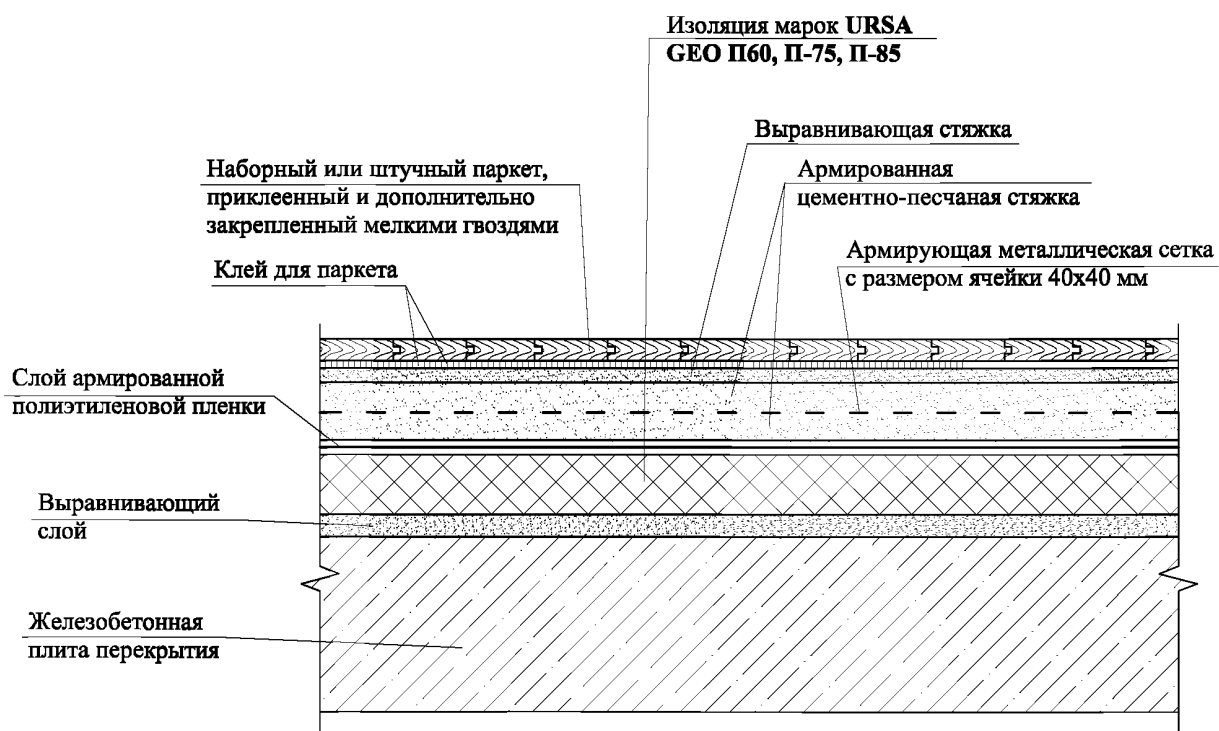 Изоляция марок URSA
GEO П60, П-75, П-85
Выравнивающая стяжка
Наборный или штучный паркет,
приклеенный и дополнительно
закрепленный мелкими гвоздями
Армированная
цементно-песчаная стяжка
Армирующая металлическая сетка
с размером ячейки 40х40 мм
Клей для паркета
Слой армированной
полиэтиленовой пленки
Выравнивающий
слой
Железобетонная
плита перекрытия